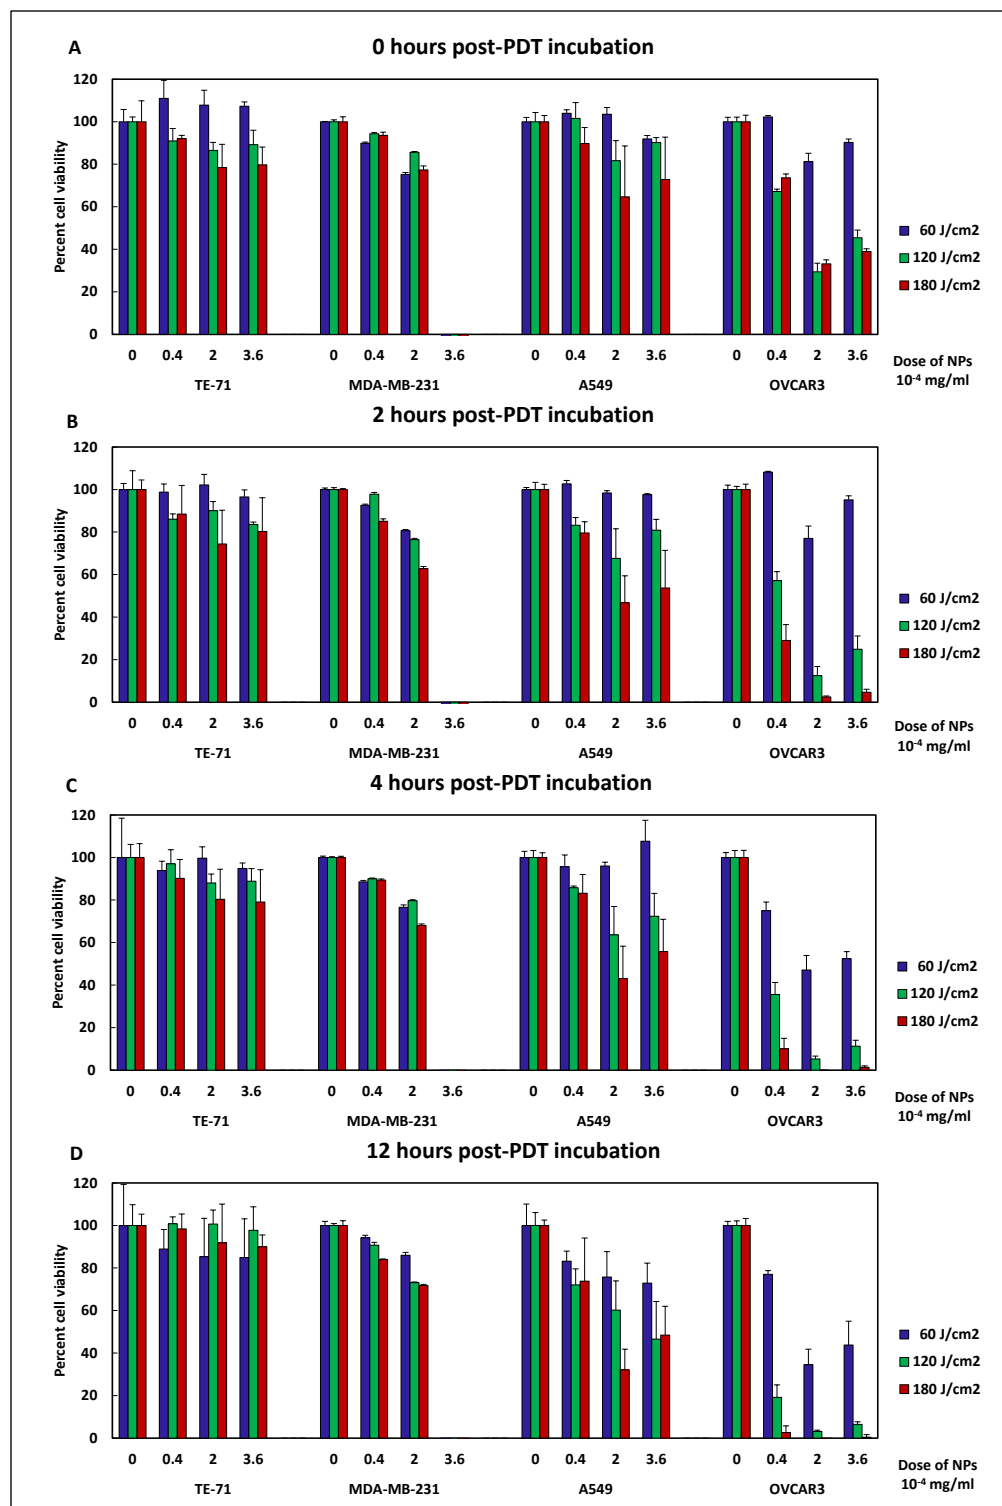 A
0 hours post-PDT incubation
Percent cell viability
120
100
80
60
40
20
0
60 J/cm2
120 J/cm2
180 J/cm2
0 0.4 2 3.6 0 0.4 2 3.6 0 0.4 2 3.6 0 0.4 2 3.6
TE-71 MDA-MB-231 A549 OVCAR3
Dose of NPs
10⁻⁴ mg/ml
B
2 hours post-PDT incubation
Percent cell viability
120
100
80
60
40
20
0
60 J/cm2
120 J/cm2
180 J/cm2
0 0.4 2 3.6 0 0.4 2 3.6 0 0.4 2 3.6 0 0.4 2 3.6
TE-71 MDA-MB-231 A549 OVCAR3
Dose of NPs
10⁻⁴ mg/ml
C
4 hours post-PDT incubation
Percent cell viability
120
100
80
60
40
20
0
60 J/cm2
120 J/cm2
180 J/cm2
0 0.4 2 3.6 0 0.4 2 3.6 0 0.4 2 3.6 0 0.4 2 3.6
TE-71 MDA-MB-231 A549 OVCAR3
Dose of NPs
10⁻⁴ mg/ml
D
12 hours post-PDT incubation
Percent cell viability
120
100
80
60
40
20
0
60 J/cm2
120 J/cm2
180 J/cm2
0 0.4 2 3.6 0 0.4 2 3.6 0 0.4 2 3.6 0 0.4 2 3.6
TE-71 MDA-MB-231 A549 OVCAR3
Dose of NPs
10⁻⁴ mg/ml